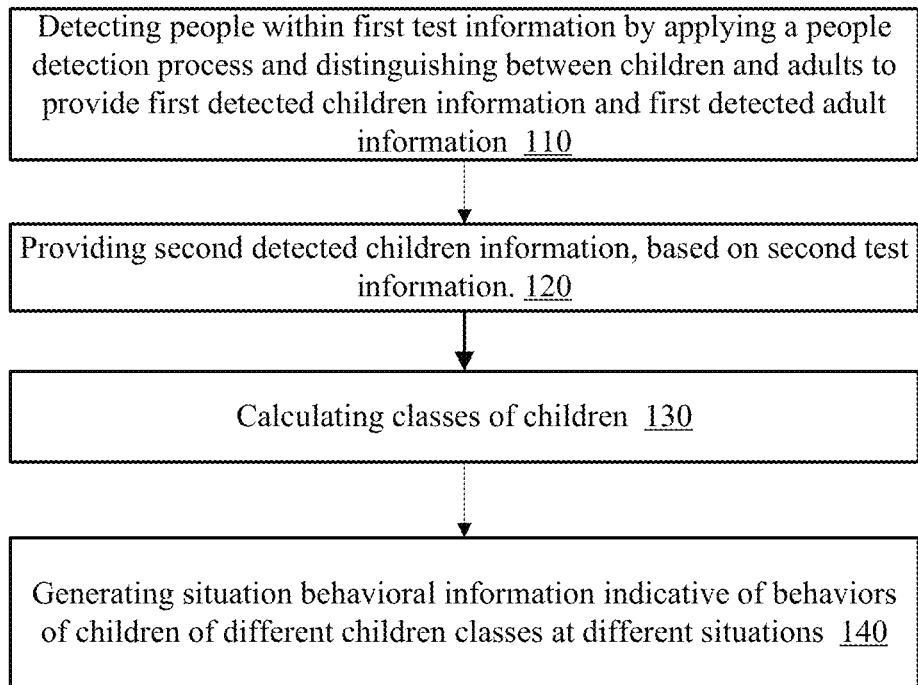 Detecting people within first test information by applying a people
detection process and distinguishing between children and adults to
provide first detected children information and first detected adult
information 110
Providing second detected children information, based on second test
information. 120
Calculating classes of children 130
Generating situation behavioral information indicative of behaviors
of children of different children classes at different situations 140